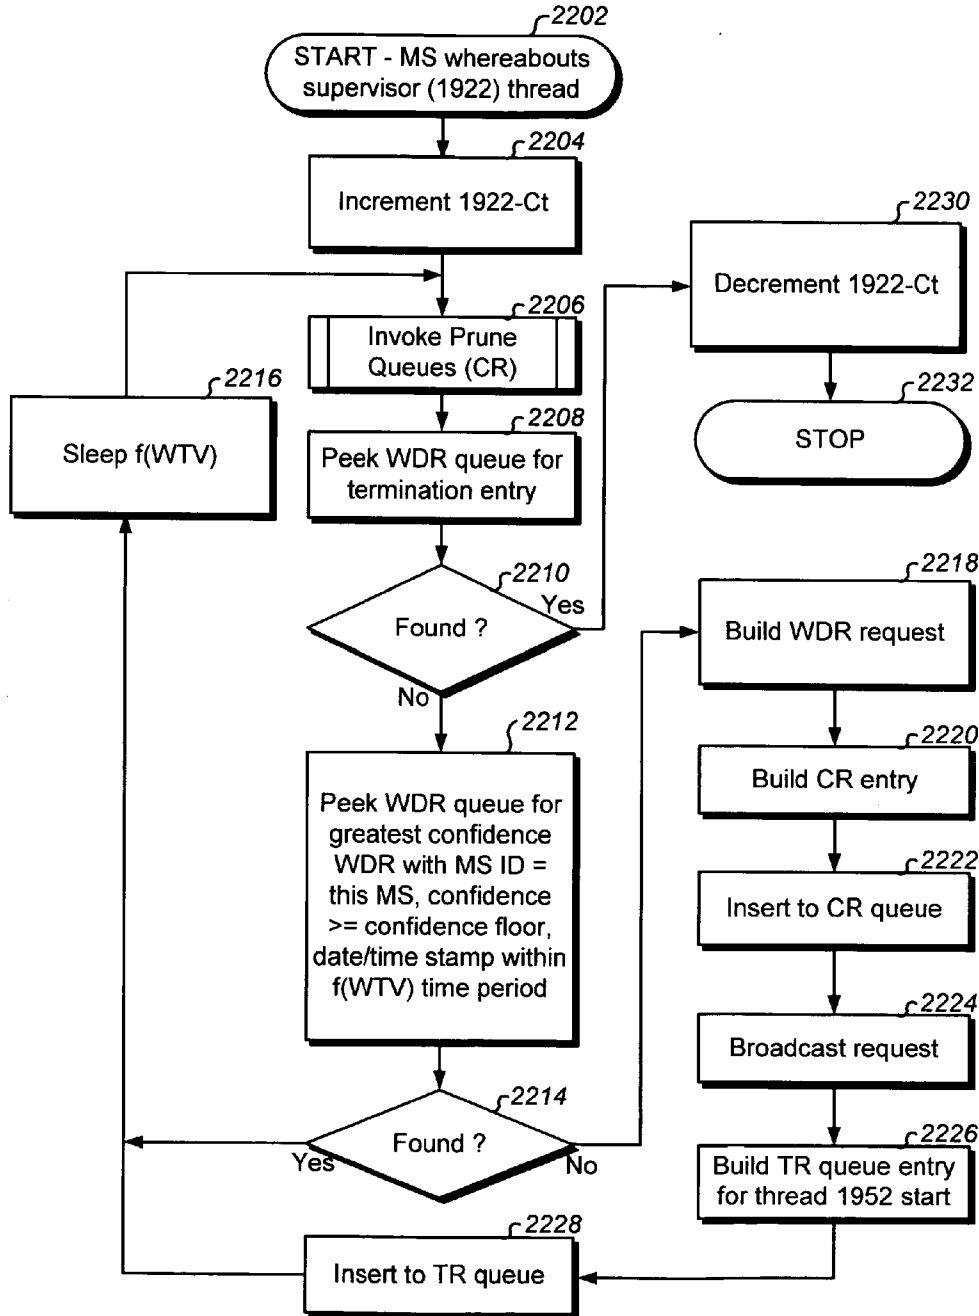 2202
START - MS whereabouts
supervisor (1922) thread
2204
Increment 1922-Ct
2230
Decrement 1922-Ct
2206
Invoke Prune
Queues (CR)
2216
Sleep f(WTV)
2232
STOP
2208
Peek WDR queue for
termination entry
2210
Found ?
Yes
No
2218
Build WDR request
2212
Peek WDR queue for
greatest confidence
WDR with MS ID =
this MS, confidence
>= confidence floor,
date/time stamp within
f(WTV) time period
2220
Build CR entry
2222
Insert to CR queue
2224
Broadcast request
2214
Found ?
Yes
No
2226
Build TR queue entry
for thread 1952 start
2228
Insert to TR queue